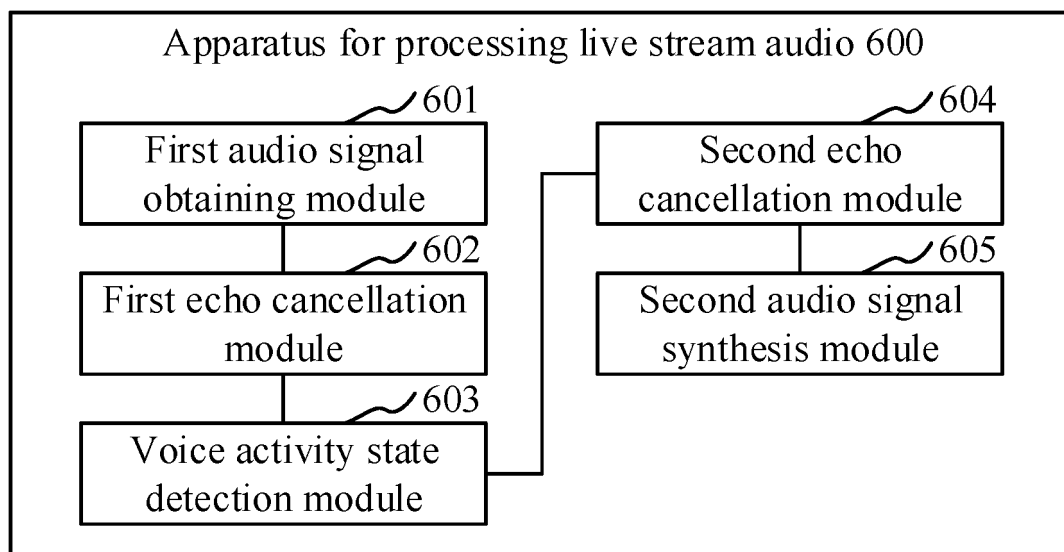 Apparatus for processing live stream audio 600
601
First audio signal
obtaining module
602
First echo cancellation
module
603
Voice activity state
detection module
604
Second echo
cancellation module
605
Second audio signal
synthesis module